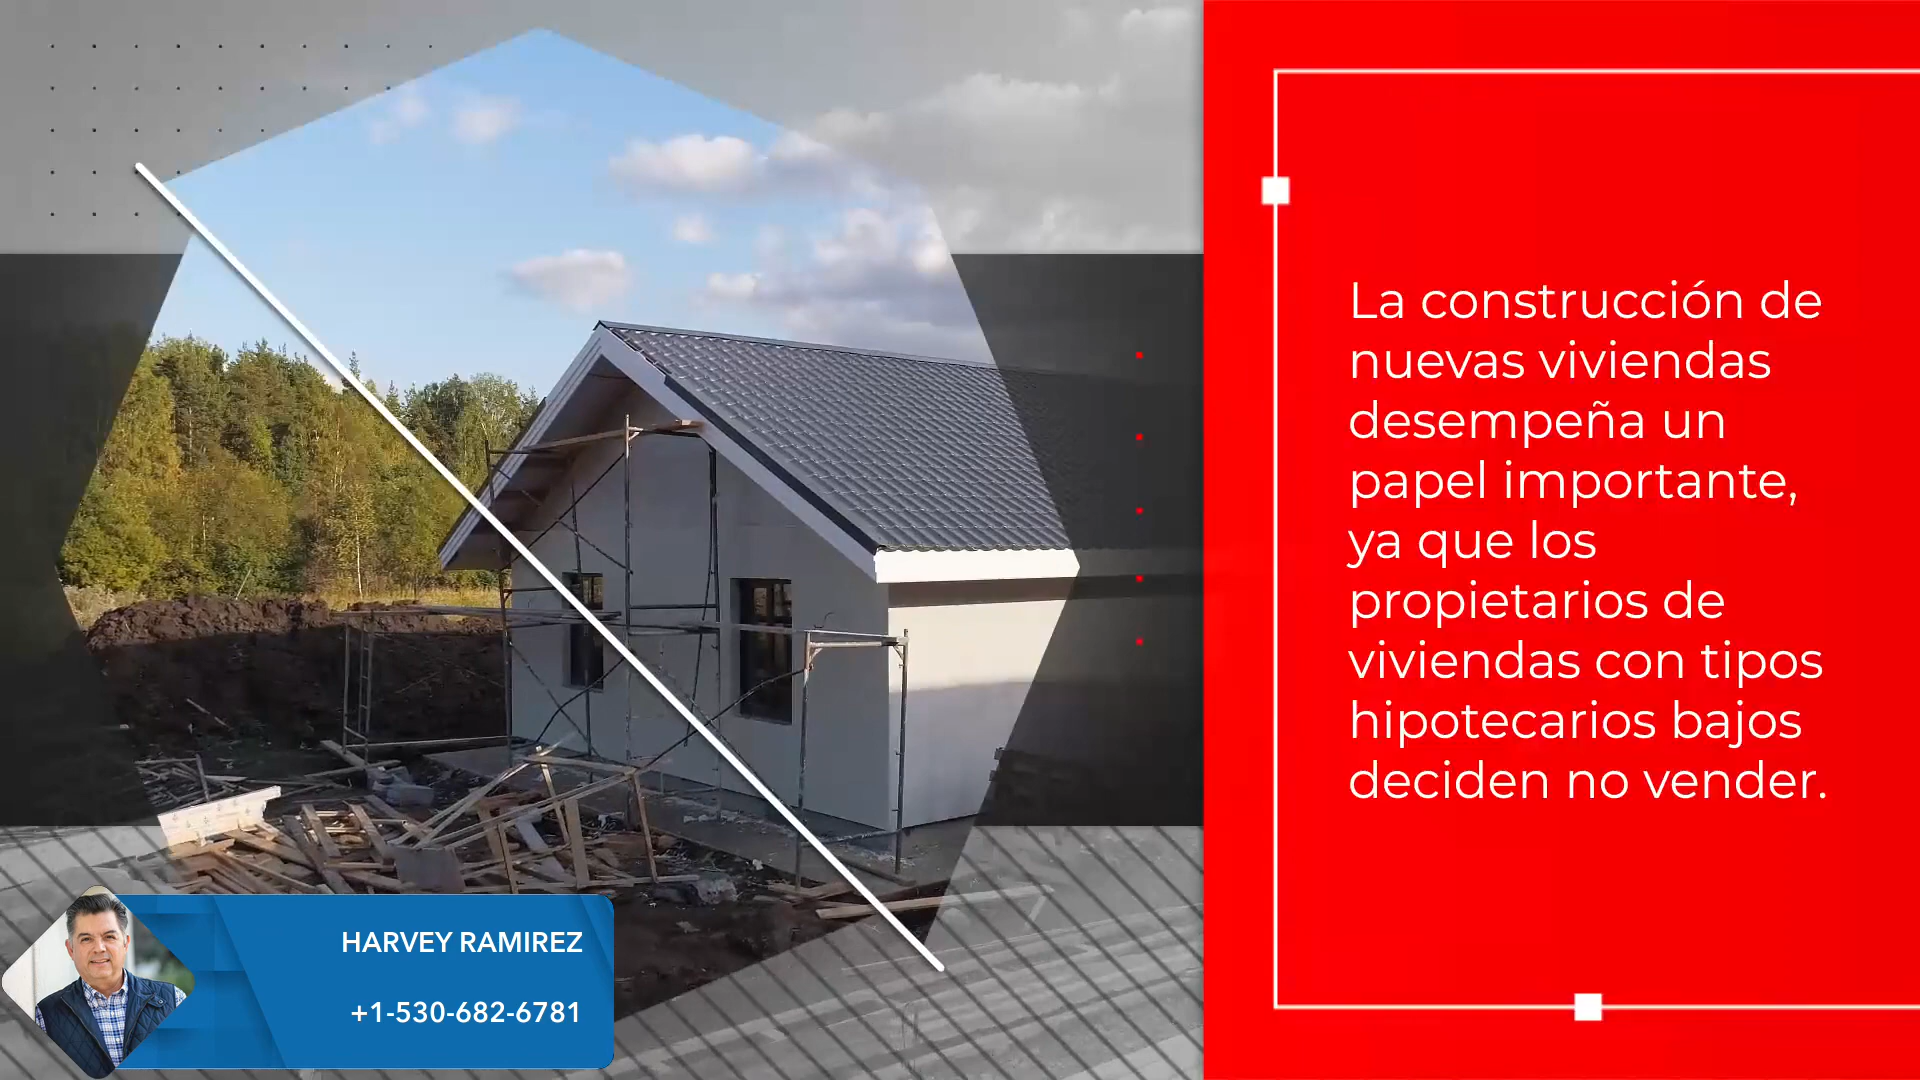 La construcción de
nuevas viviendas
desempeña un
papel importante,
ya que los
propietarios de
viviendas con tipos
hipotecarios bajos
deciden no vender.
HARVEY RAMIREZ
+1-530-682-6781